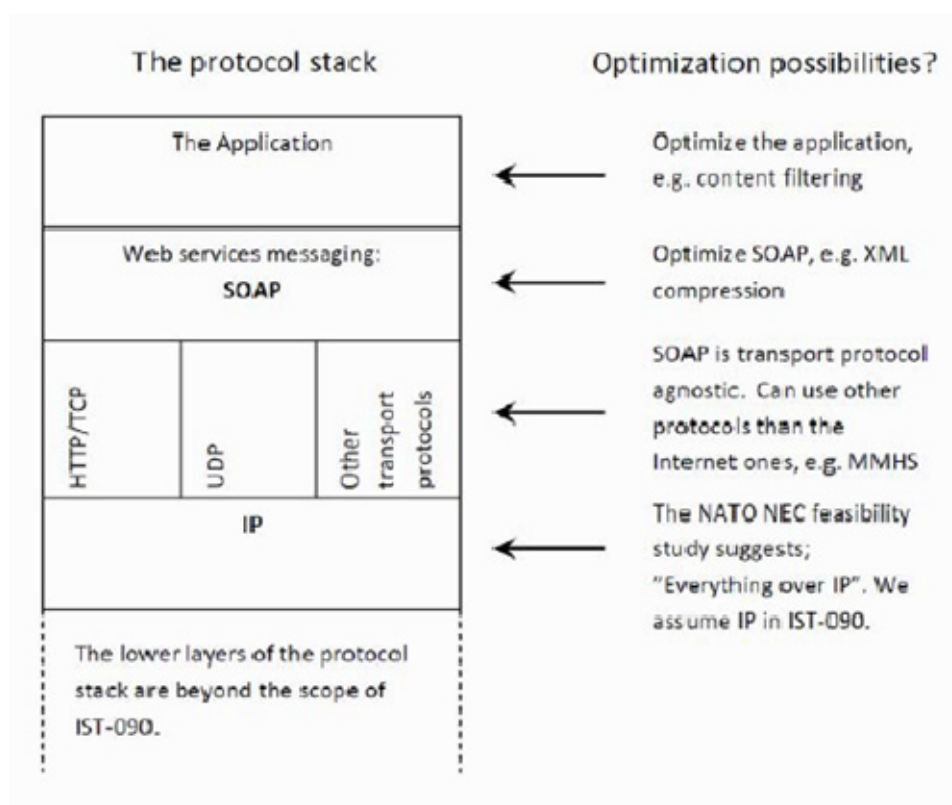 The protocol stack
Optimization possibilities?
The Application
Optimize the application,
e.g. content filtering
Web services messaging:
SOAP
Optimize SOAP, e.g. XML
compression
HTTP/TCP
UDP
Other
transport
protocols
SOAP is transport protocol
agnostic. Can use other
protocols than the
Internet ones, e.g. MMHS
IP
The NATO NEC feasibility
study suggests;
"Everything over IP". We
assume IP in IST-090.
The lower layers of the protocol
stack are beyond the scope of
IST-090.